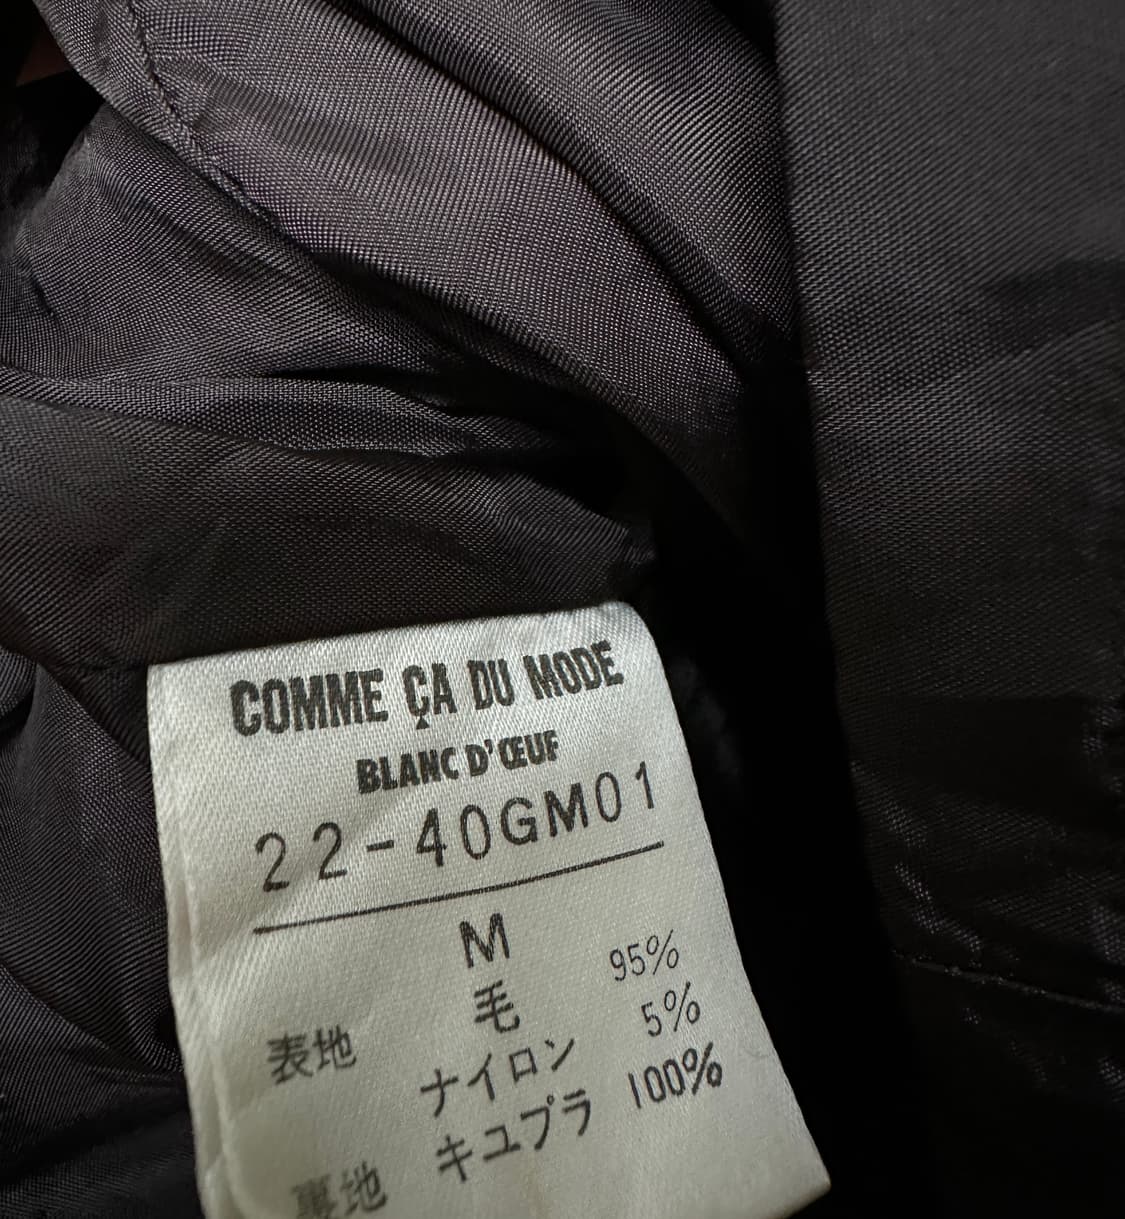 COMME ÇA DU MODE
BLANC D'ŒUF
22-40GM01
M
表地 毛 95%
ナイロン 5%
裏地 キュプラ 100%